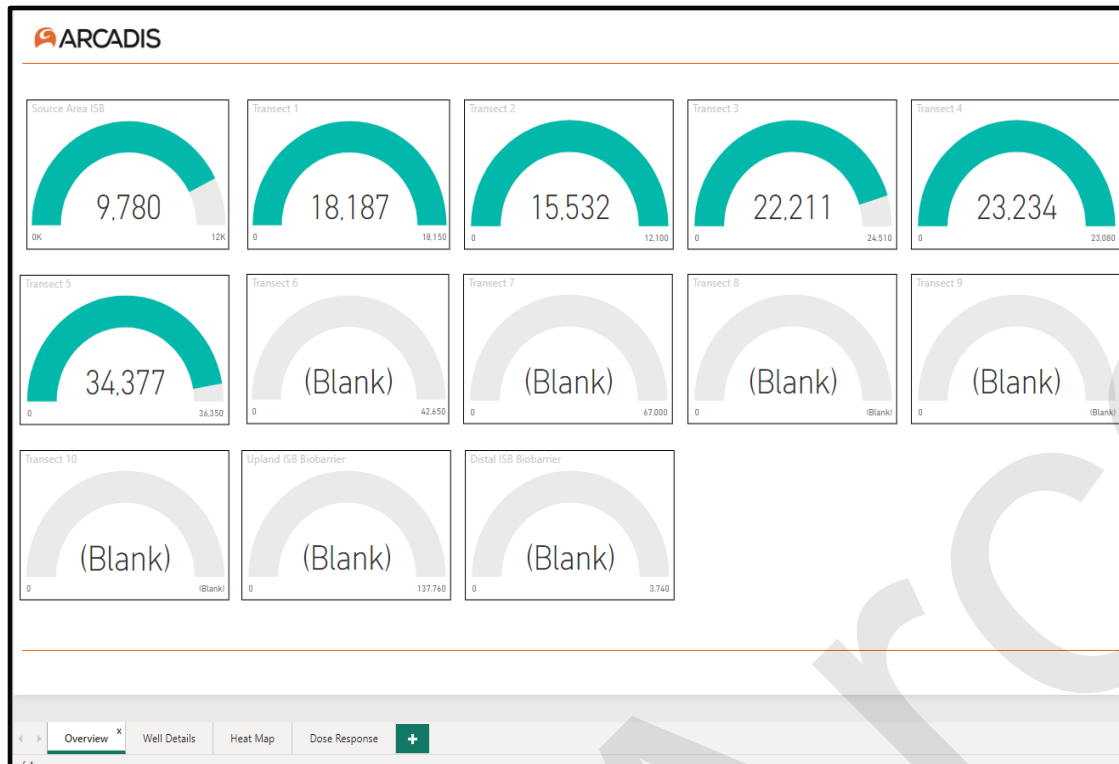 ARCADIS
Source Area ISB
9,780
0K 12K
Transect 1
18,187
0 18,150
Transect 2
15,532
0 12,100
Transect 3
22,211
0 24,510
Transect 4
23,234
0 23,080
Transect 5
34,377
0 36,350
Transect 6
(Blank)
0 42,650
Transect 7
(Blank)
0 67,000
Transect 8
(Blank)
0 (Blank)
Transect 9
(Blank)
0 (Blank)
Transect 10
(Blank)
0 (Blank)
Upland ISB Biobarrier
(Blank)
0 137,760
Distal ISB Biobarrier
(Blank)
0 3,740
Overview x Well Details Heat Map Dose Response +